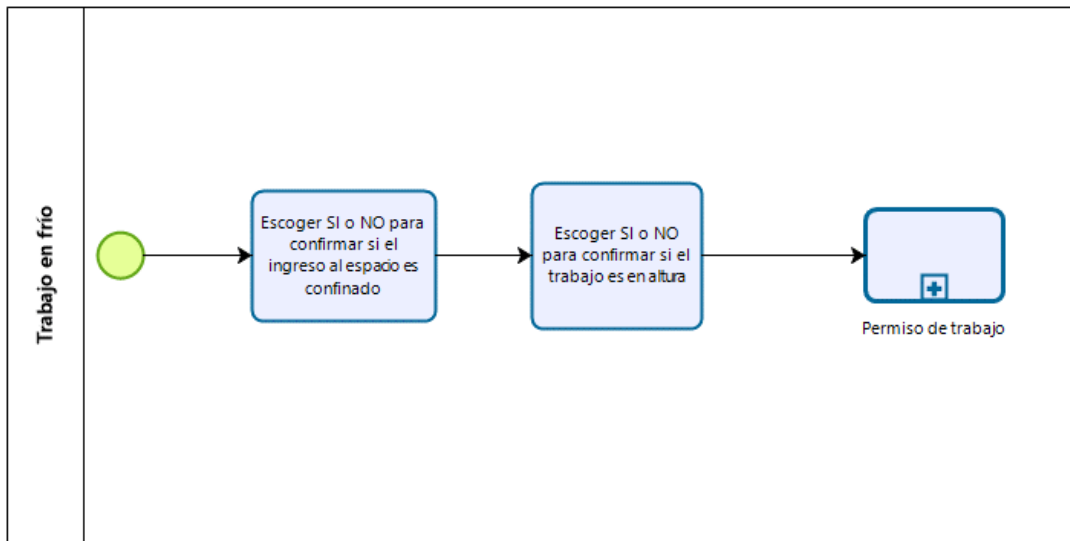 Trabajo en frío
Escoger SI o NO para
confirmar si el
ingreso al espacio es
confinado
Escoger SI o NO
para confirmar si el
trabajo es en altura
Permiso de trabajo